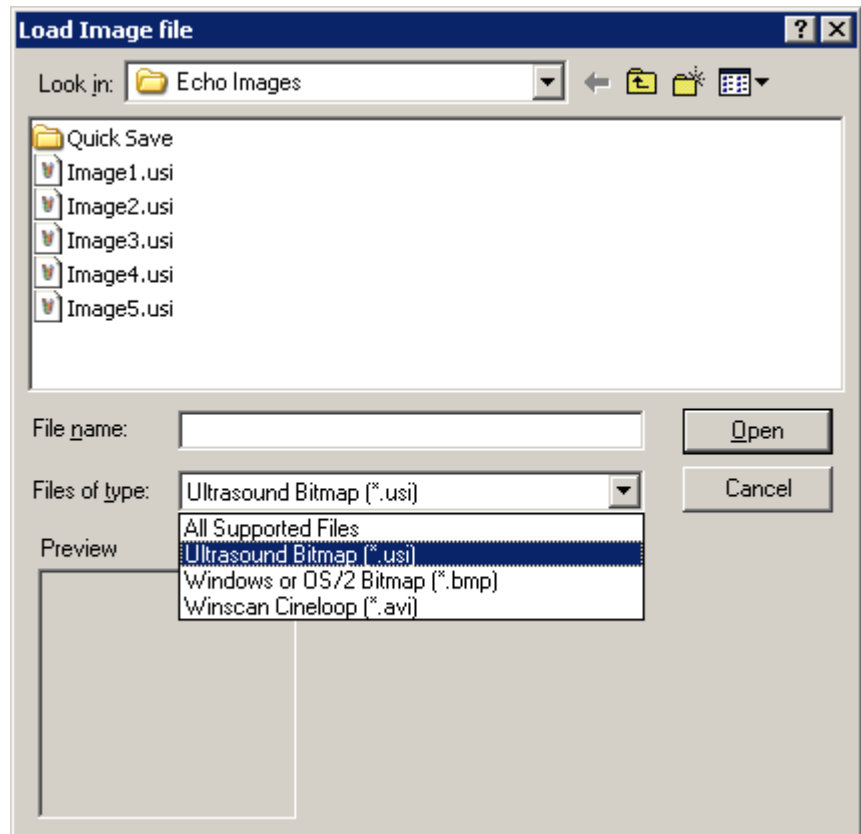 Load Image file
Look in: Echo Images
Quick Save
Image1.usi
Image2.usi
Image3.usi
Image4.usi
Image5.usi
File name: Open
Files of type: Ultrasound Bitmap (*.usi) Cancel
All Supported Files
Preview Ultrasound Bitmap (*.usi)
Windows or OS/2 Bitmap (*.bmp)
Winscan Cineloop (*.avi)